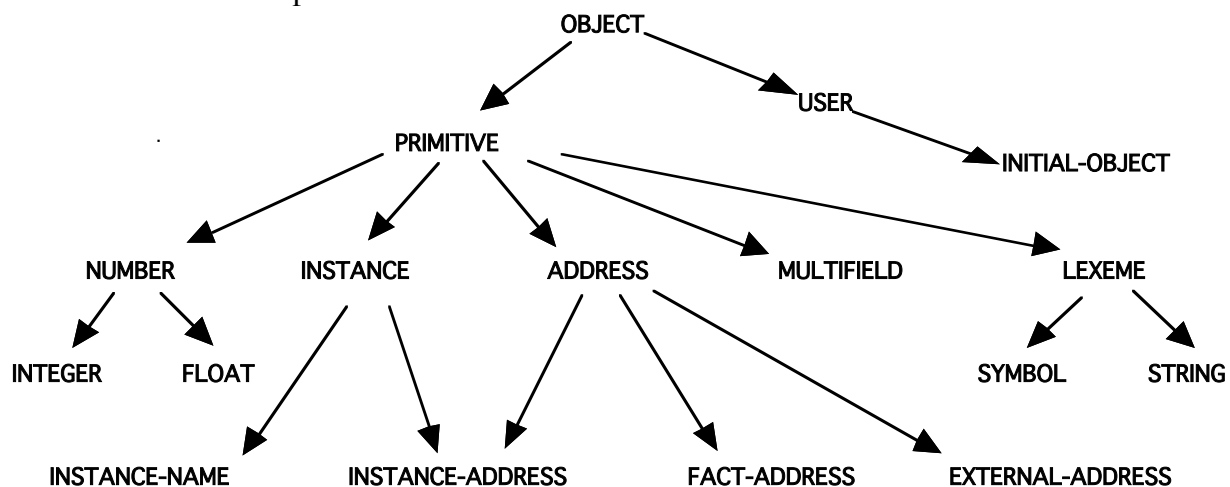 OBJECT
USER
PRIMITIVE
INITIAL-OBJECT
NUMBER INSTANCE ADDRESS MULTIFIELD LEXEME
INTEGER FLOAT SYMBOL STRING
INSTANCE-NAME INSTANCE-ADDRESS FACT-ADDRESS EXTERNAL-ADDRESS